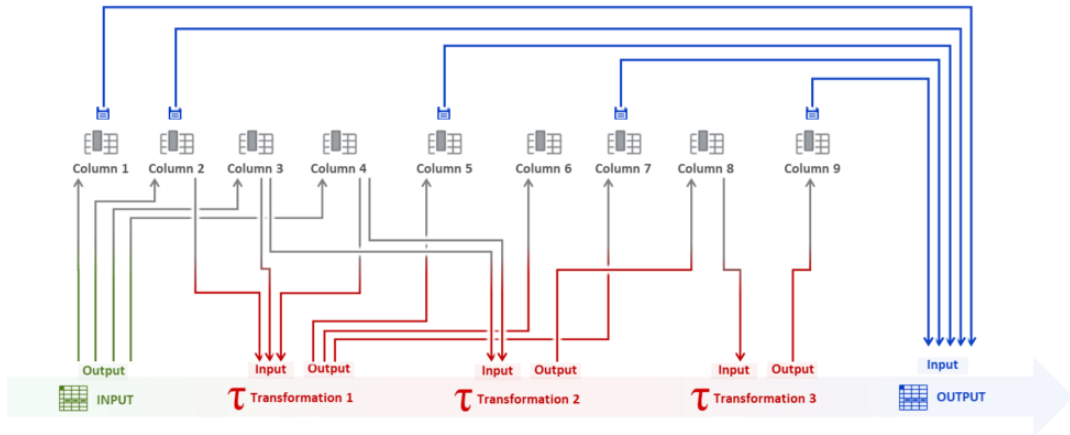 Column 1
Column 2
Column 3
Column 4
Column 5
Column 6
Column 7
Column 8
Column 9
Output
Input
Output
Input
Output
Input
Output
Input
INPUT
τ Transformation 1
τ Transformation 2
τ Transformation 3
OUTPUT